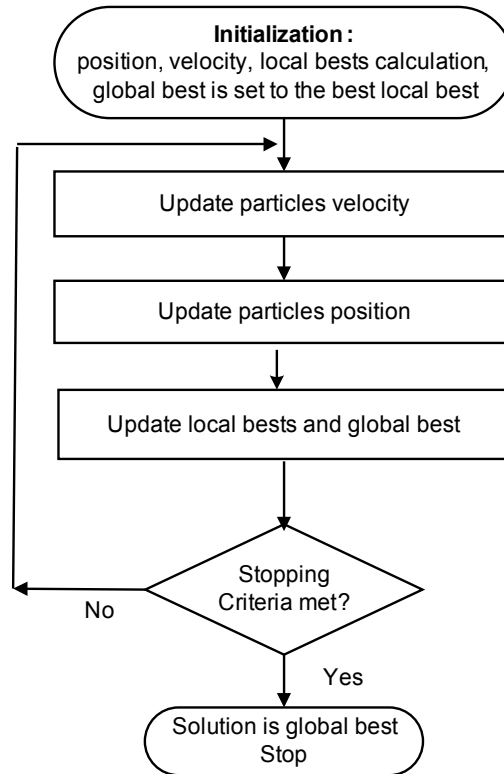 Initialization :
position, velocity, local bests calculation,
global best is set to the best local best
Update particles velocity
Update particles position
Update local bests and global best
Stopping
Criteria met?
No
Yes
Solution is global best
Stop